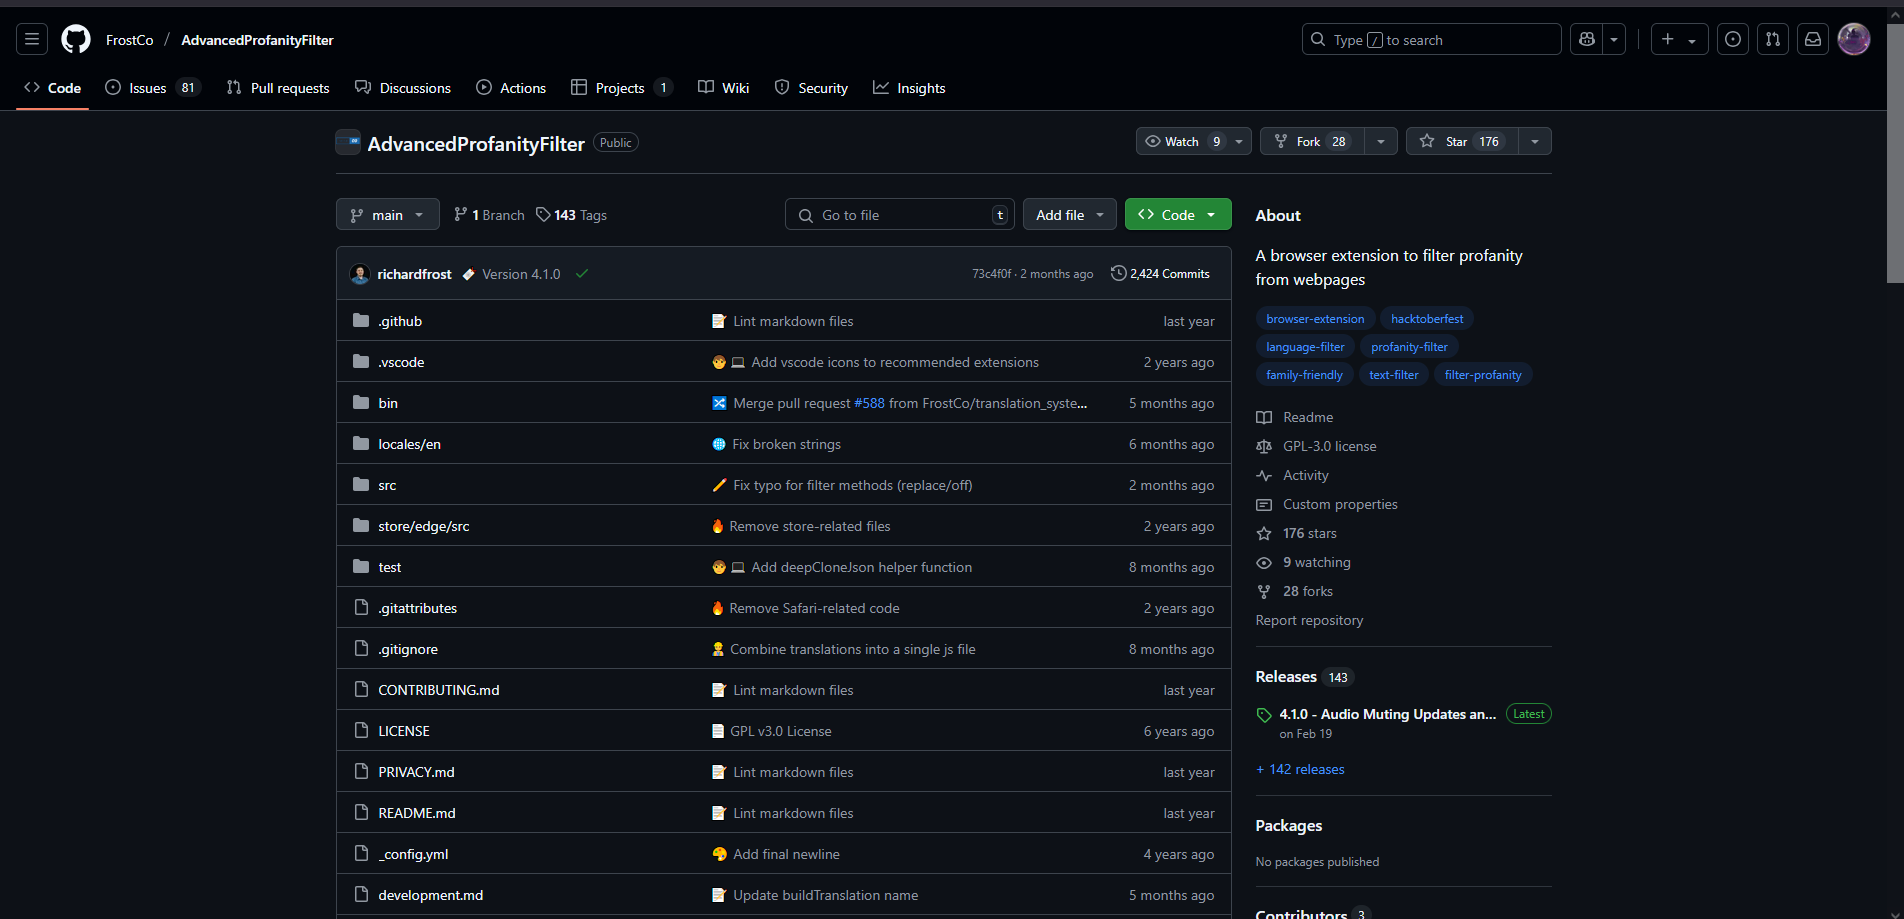 FrostCo / AdvancedProfanityFilter
Type / to search
Code
Issues 81
Pull requests
Discussions
Actions
Projects 1
Wiki
Security
Insights
AdvancedProfanityFilter Public
Watch 9
Fork 28
Star 176
main
1 Branch
143 Tags
Go to file t
Add file
Code
richardfrost Version 4.1.0
73c4f0f · 2 months ago
2,424 Commits
.github Lint markdown files last year
.vscode Add vscode icons to recommended extensions 2 years ago
bin Merge pull request #588 from FrostCo/translation_syste... 5 months ago
locales/en Fix broken strings 6 months ago
src Fix typo for filter methods (replace/off) 2 months ago
store/edge/src Remove store-related files 2 years ago
test Add deepCloneJson helper function 8 months ago
.gitattributes Remove Safari-related code 2 years ago
.gitignore Combine translations into a single js file 8 months ago
CONTRIBUTING.md Lint markdown files last year
LICENSE GPL v3.0 License 6 years ago
PRIVACY.md Lint markdown files last year
README.md Lint markdown files last year
_config.yml Add final newline 4 years ago
development.md Update buildTranslation name 5 months ago
About
A browser extension to filter profanity
from webpages
browser-extension hacktoberfest
language-filter profanity-filter
family-friendly text-filter filter-profanity
Readme
GPL-3.0 license
Activity
Custom properties
176 stars
9 watching
28 forks
Report repository
Releases 143
4.1.0 - Audio Muting Updates an... Latest
on Feb 19
+ 142 releases
Packages
No packages published
Contributors 3